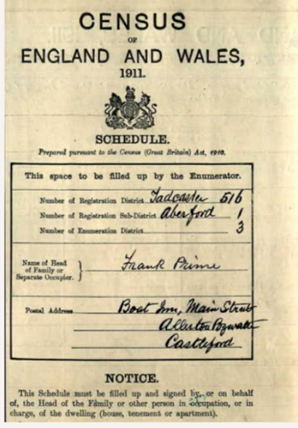 CENSUS
OF
ENGLAND AND WALES,
1911.
SCHEDULE.
Prepared pursuant to the Census (Great Britain) Act, 1910.
This space to be filled up by the Enumerator.
Number of Registration District Tadcaster 516
Number of Registration Sub-District Aberford 1
Number of Enumeration District 3
Name of Head of Family or Separate Occupier. } Frank Prime
Postal Address Boat Inn, Main Street
Allerton Bywater
Castleford
NOTICE.
This Schedule must be filled up and signed by, or on behalf
of, the Head of the Family or other person in occupation, or in
charge, of the dwelling (house, tenement or apartment).